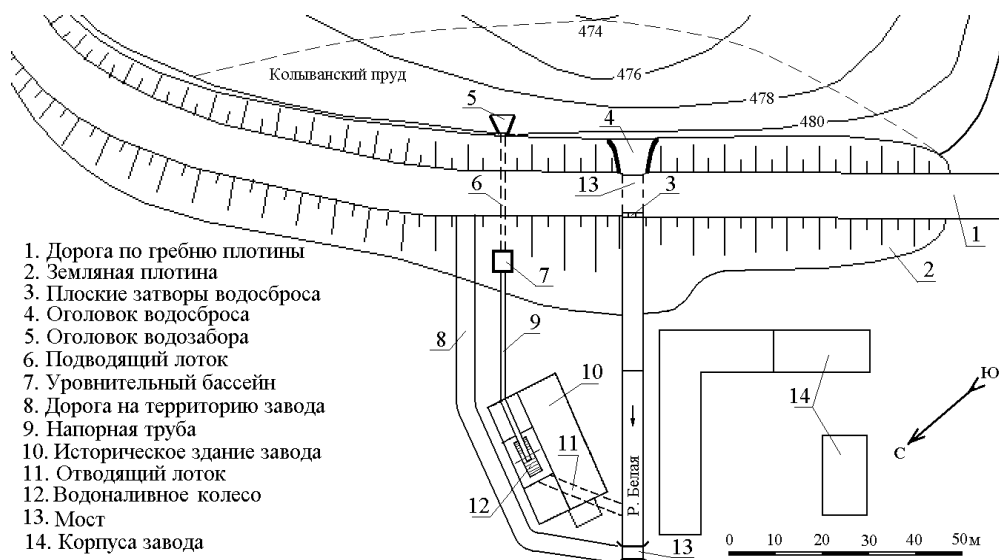 474
Колыванский пруд
476
478
480
5
4
6
13
3
1
2
7
1. Дорога по гребню плотины
2. Земляная плотина
3. Плоские затворы водосброса
4. Оголовок водосброса
5. Оголовок водозабора
6. Подводящий лоток
7. Уровнительный бассейн
8. Дорога на территорию завода
9. Напорная труба
10. Историческое здание завода
11. Отводящий лоток
12. Водоналивное колесо
13. Мост
14. Корпуса завода
8
9
10
11
12
Р. Белая
13
14
Ю
С
0 10 20 30 40 50 м